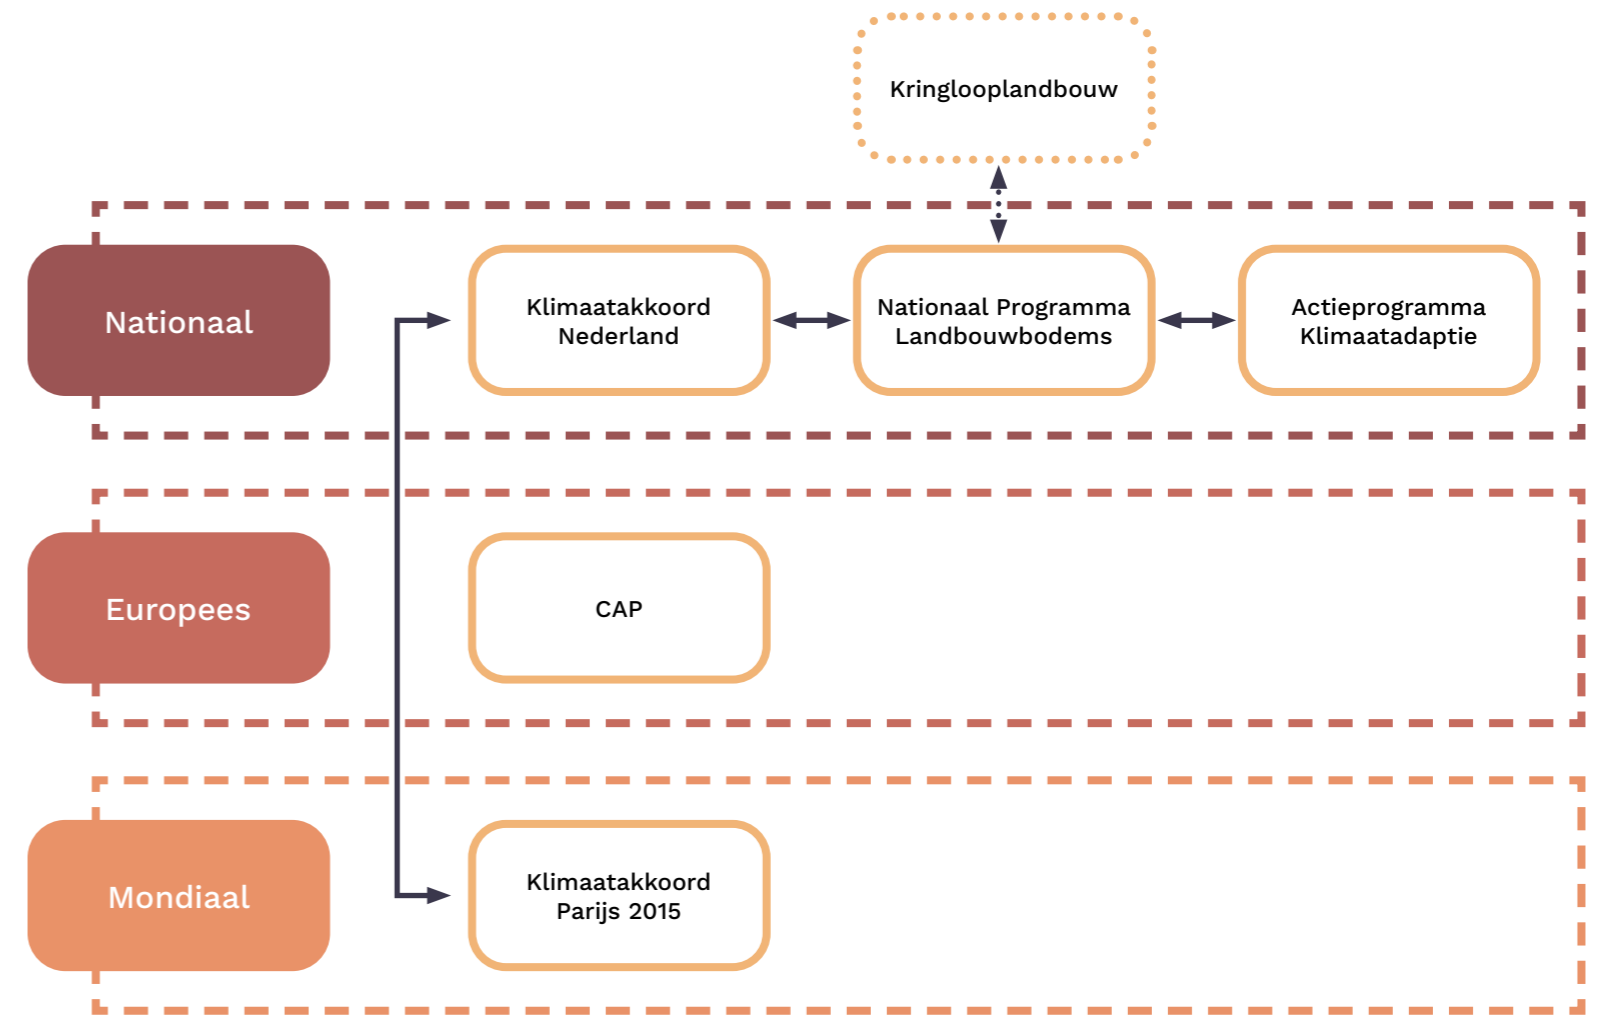 Kringlooplandbouw
Nationaal
Klimaatakkoord
Nederland
Nationaal Programma
Landbouwbodems
Actieprogramma
Klimaatadaptie
Europees
CAP
Mondiaal
Klimaatakkoord
Parijs 2015